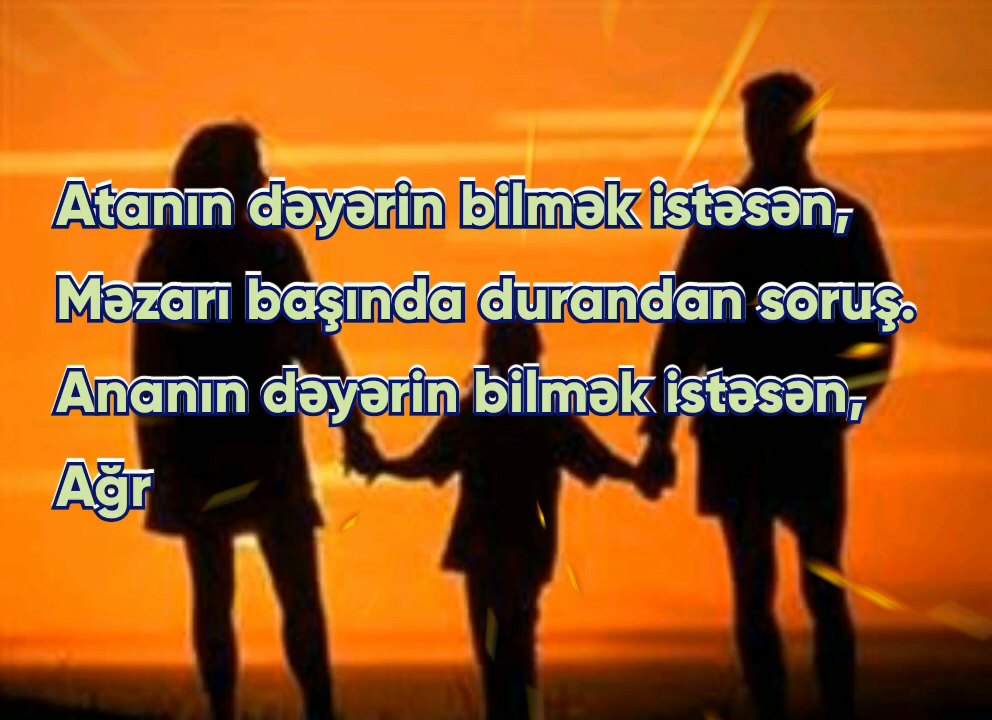 Atanın dəyərin bilmək istəsən,
Məzarı başında durandan soruş.
Ananın dəyərin bilmək istəsən,
Ağr